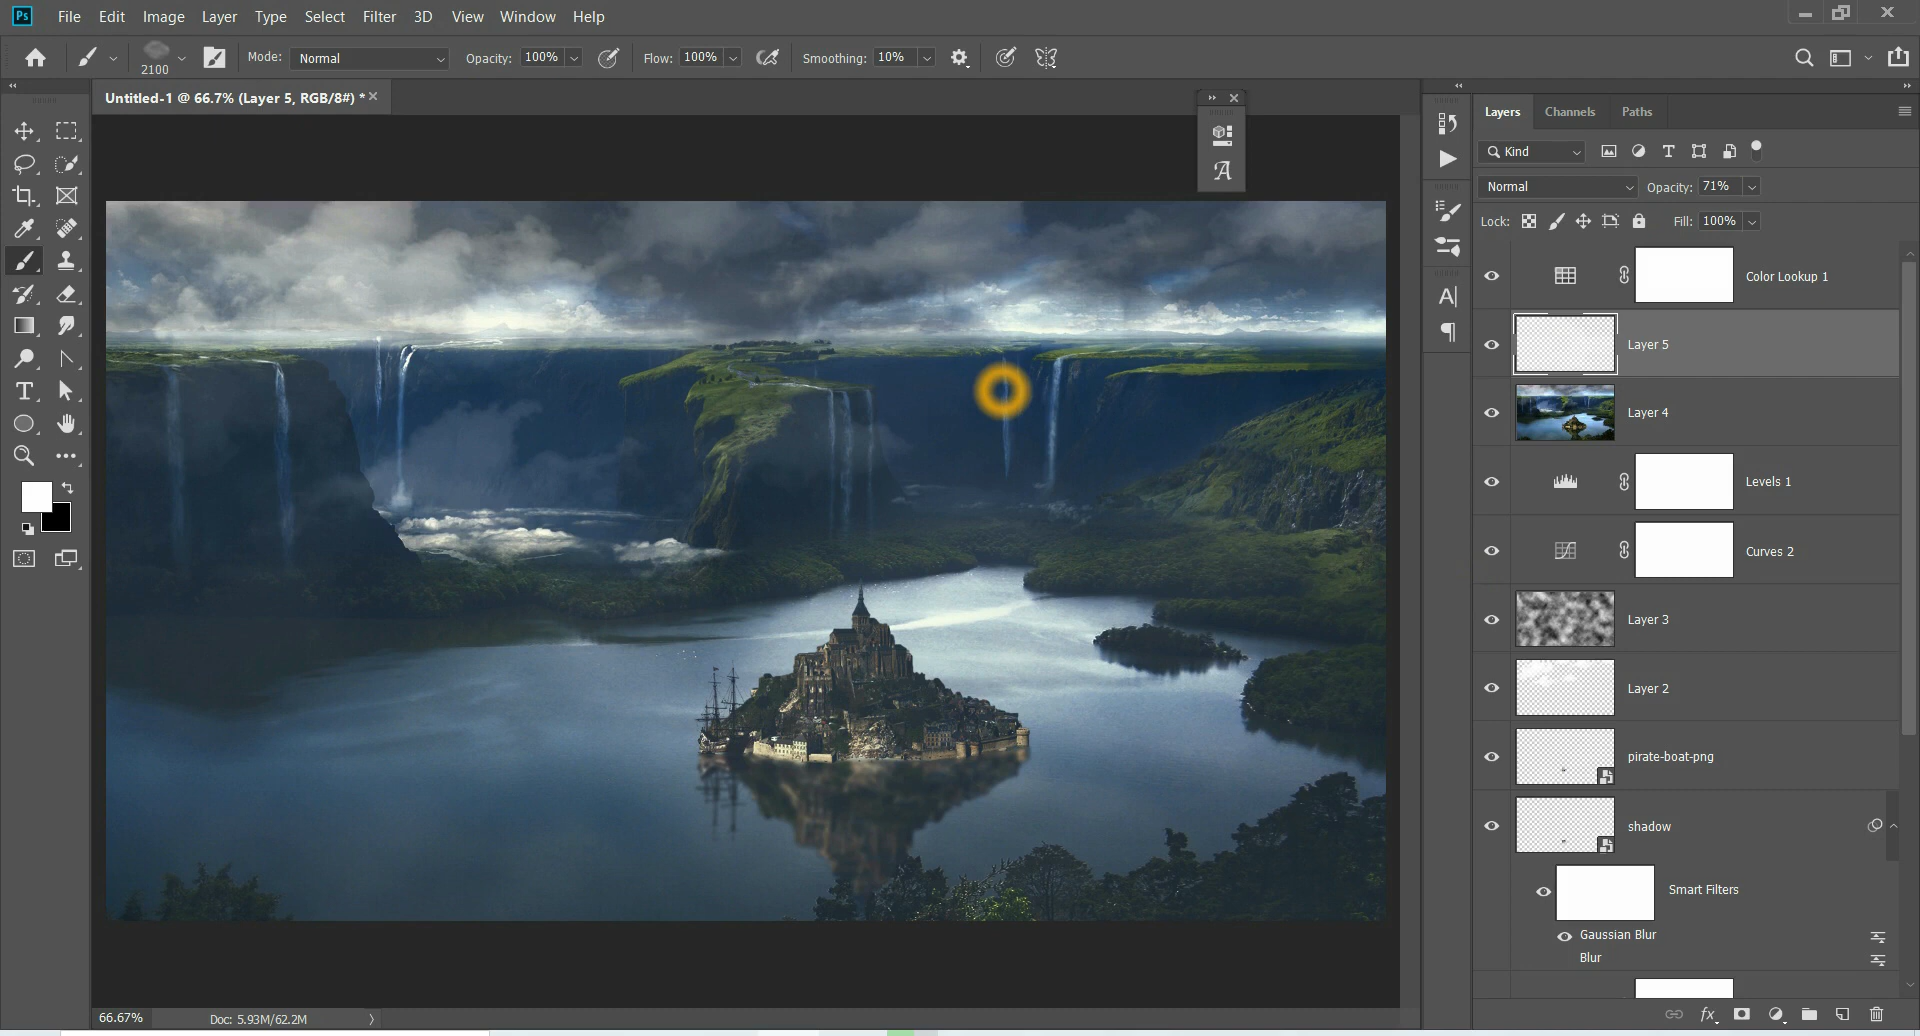 Ps File Edit Image Layer Type Select Filter 3D View Window Help
2100 Mode: Normal Opacity: 100% Flow: 100% Smoothing: 10%
Untitled-1 @ 66.7% (Layer 5, RGB/8#) *
Layers Channels Paths
Kind
Normal Opacity: 71%
Lock: Fill: 100%
Color Lookup 1
Layer 5
Layer 4
Levels 1
Curves 2
Layer 3
Layer 2
pirate-boat-png
shadow
Smart Filters
Gaussian Blur
Blur
66.67% Doc: 5.93M/62.2M
fx